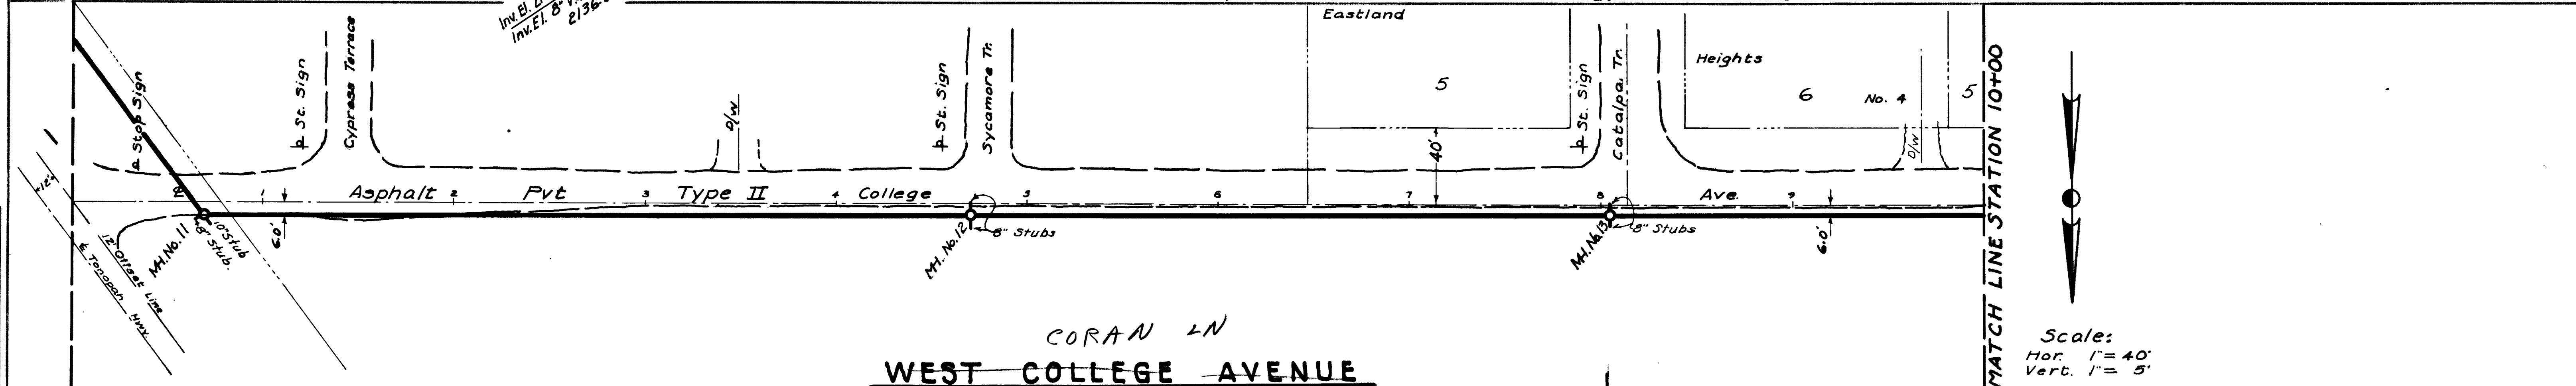 Inv. El. 8" 
2136.
Stop Sign
St. Sign
Cypress Terrace
D/W
St. Sign
Sycamore Tr.
Eastland
5
St. Sign
Catalpa. Tr.
Heights
6
No. 4
5
D/W
40'
12'
1
Asphalt
2
Pvt
3
Type II
4
College
5
6
7
8
Ave.
9
6.0'
6.0'
MH. No. 11
10" Stub
8" Stub.
12' Offset Line
℄ Tonopah Hwy.
MH. No. 12
8" Stubs
MH. No. 13
8" Stubs
MATCH LINE STATION 10+00
CORAN LN
WEST COLLEGE AVENUE
Scale:
Hor. 1" = 40'
Vert. 1" = 5'